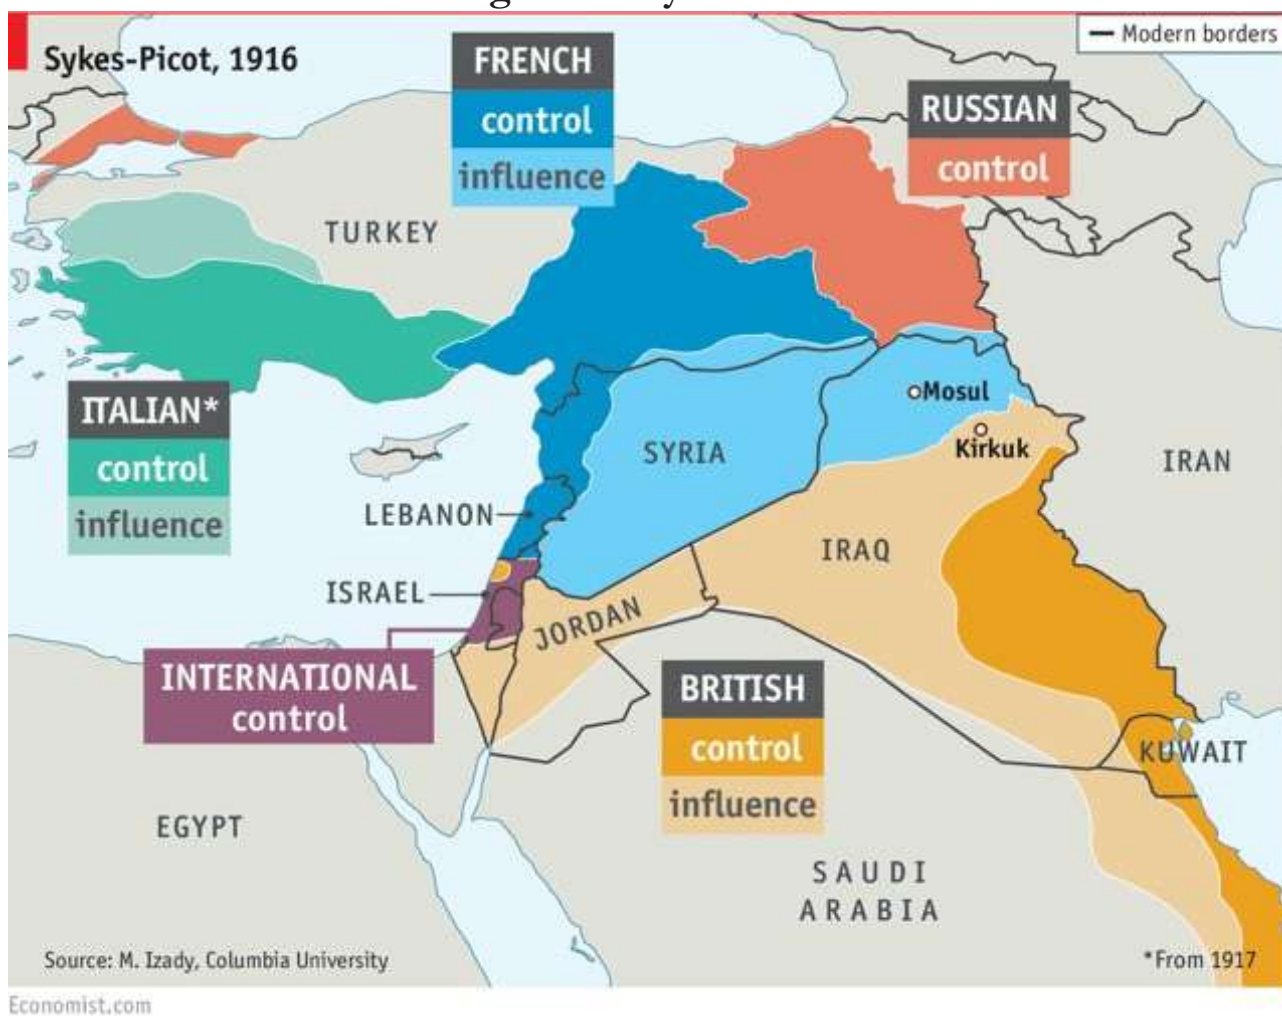 Sykes-Picot, 1916
Modern borders
FRENCH
control
influence
RUSSIAN
control
TURKEY
ITALIAN*
control
influence
Mosul
Kirkuk
SYRIA
IRAN
LEBANON
IRAQ
ISRAEL
JORDAN
INTERNATIONAL
control
BRITISH
control
influence
KUWAIT
EGYPT
SAUDI
ARABIA
Source: M. Izady, Columbia University
*From 1917
Economist.com